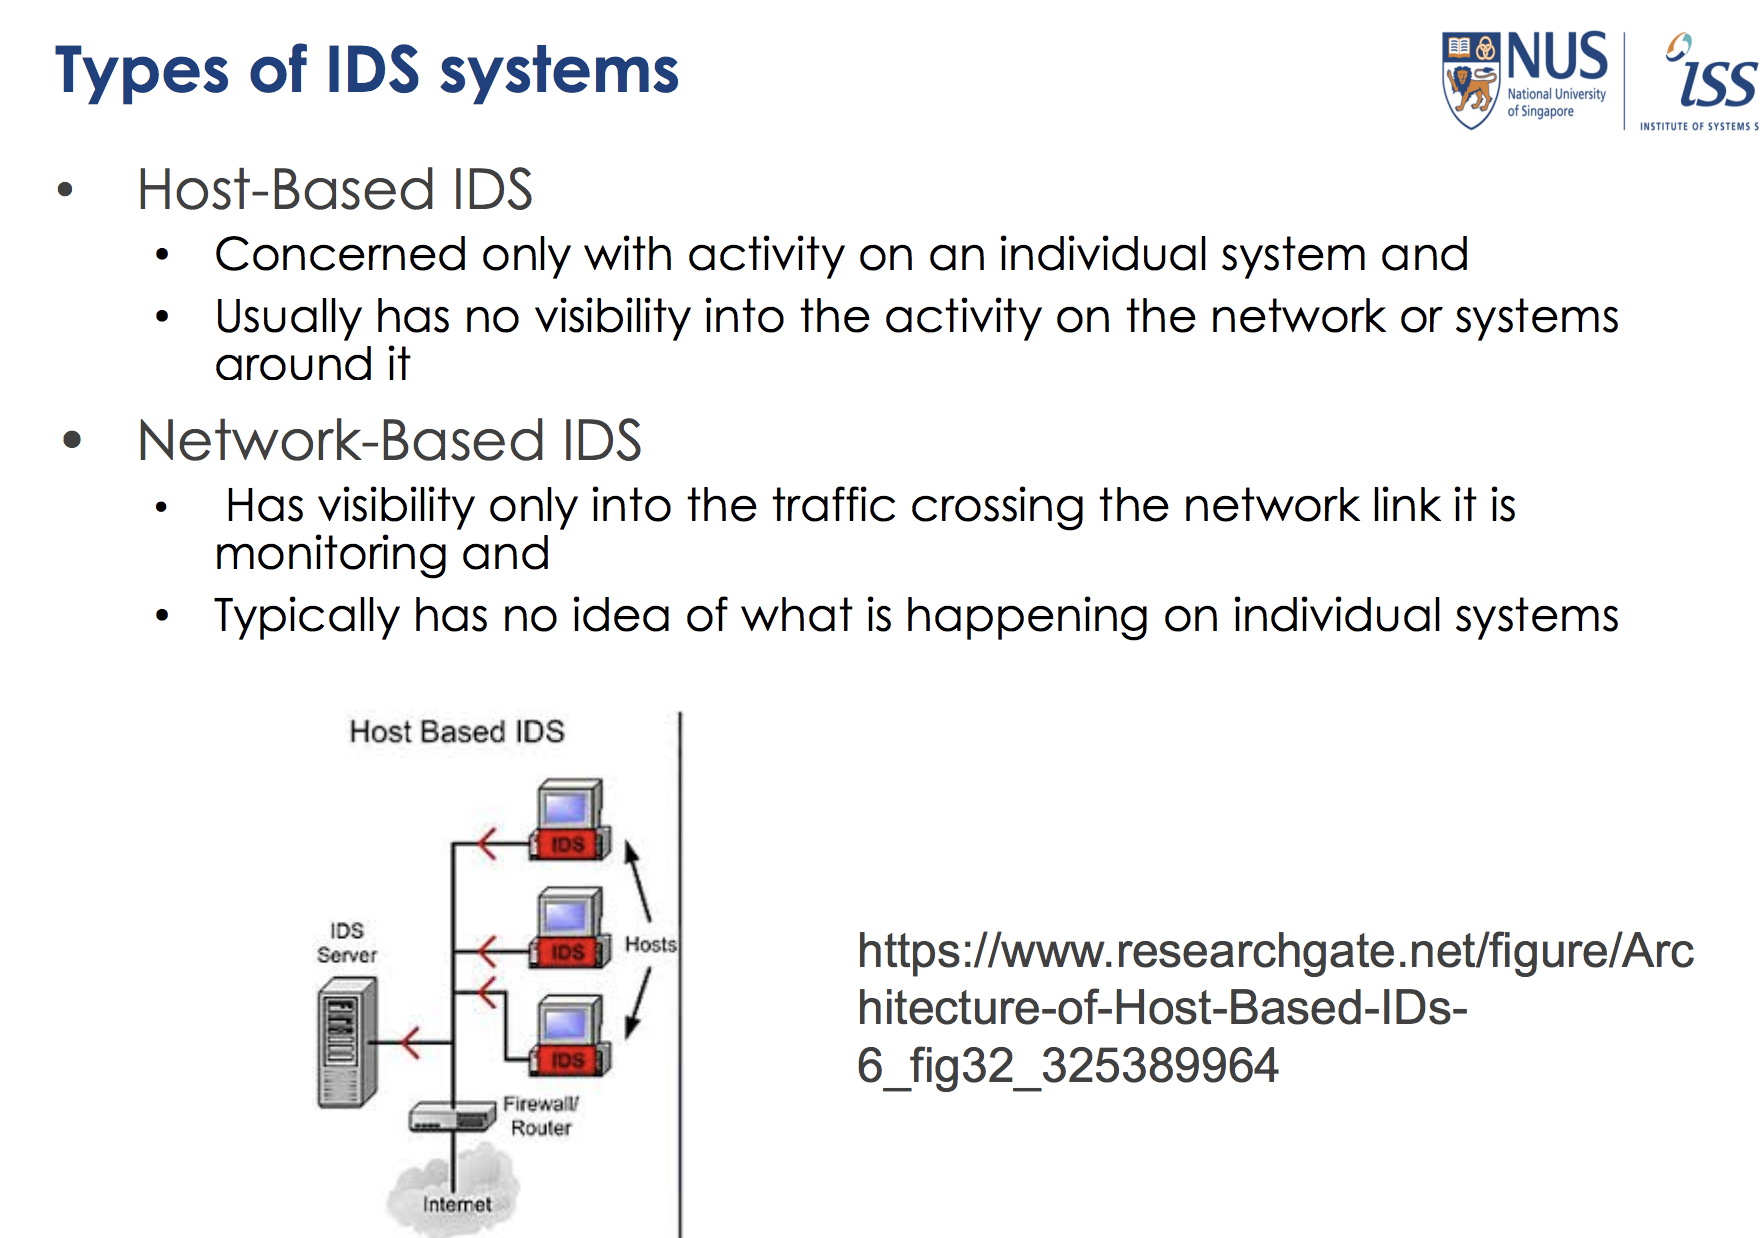 Types of IDS systems
NUS
National University
of Singapore
iss
INSTITUTE OF SYSTEMS S
• Host-Based IDS
• Concerned only with activity on an individual system and
• Usually has no visibility into the activity on the network or systems
around it
• Network-Based IDS
• Has visibility only into the traffic crossing the network link it is
monitoring and
• Typically has no idea of what is happening on individual systems
Host Based IDS
IDS
IDS
IDS
Hosts
IDS
Server
Firewall/
Router
Internet
https://www.researchgate.net/figure/Arc
hitecture-of-Host-Based-IDs-
6_fig32_325389964